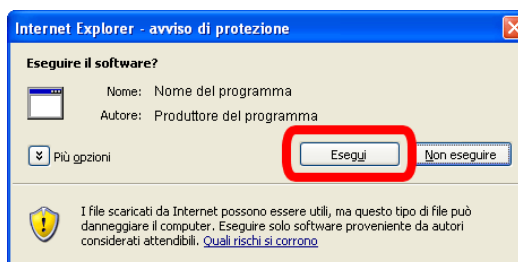 Internet Explorer - avviso di protezione
Eseguire il software?
Nome: Nome del programma
Autore: Produttore del programma
Più opzioni
Esegui
Non eseguire
I file scaricati da Internet possono essere utili, ma questo tipo di file può
danneggiare il computer. Eseguire solo software proveniente da autori
considerati attendibili. Quali rischi si corrono